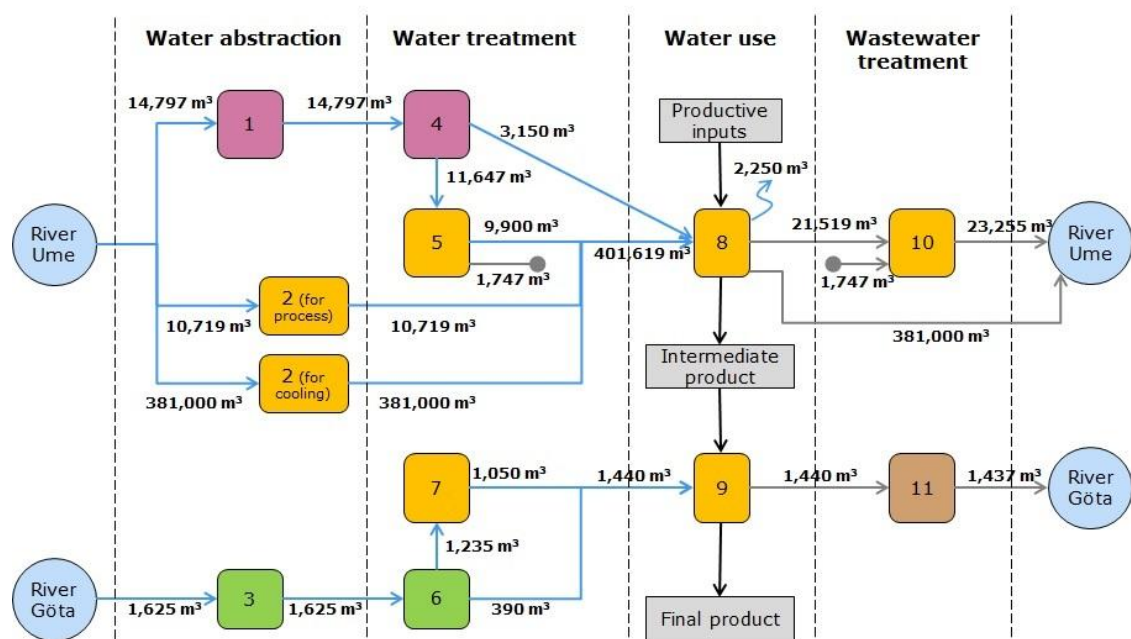 Water abstraction
Water treatment
Water use
Wastewater
treatment
14,797 m³
1
14,797 m³
4
3,150 m³
Productive
inputs
2,250 m³
11,647 m³
River
Ume
5
9,900 m³
1,747 m³
401,619 m³
8
21,519 m³
1,747 m³
10
23,255 m³
River
Ume
10,719 m³
2 (for
process)
10,719 m³
381,000 m³
381,000 m³
2 (for
cooling)
381,000 m³
Intermediate
product
7
1,050 m³
1,440 m³
9
1,440 m³
11
1,437 m³
River
Göta
1,235 m³
River
Göta
1,625 m³
3
1,625 m³
6
390 m³
Final product